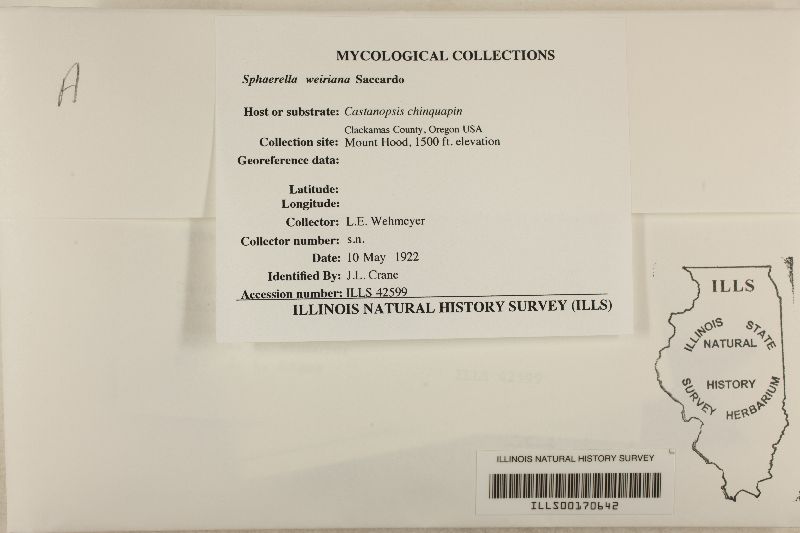 A
MYCOLOGICAL COLLECTIONS
Sphaerella weiriana Saccardo
Host or substrate: Castanopsis chinquapin
Clackamas County, Oregon USA
Collection site: Mount Hood, 1500 ft. elevation
Georeference data:
Latitude:
Longitude:
Collector: L.E. Wehmeyer
Collector number: s.n.
Date: 10 May 1922
Identified By: J.L. Crane
Accession number: ILLS 42599
ILLINOIS NATURAL HISTORY SURVEY (ILLS)
ILLS 42599
ILLS
ILLINOIS STATE
NATURAL
HISTORY
SURVEY HERBARIUM
ILLINOIS NATURAL HISTORY SURVEY
ILLS00170642